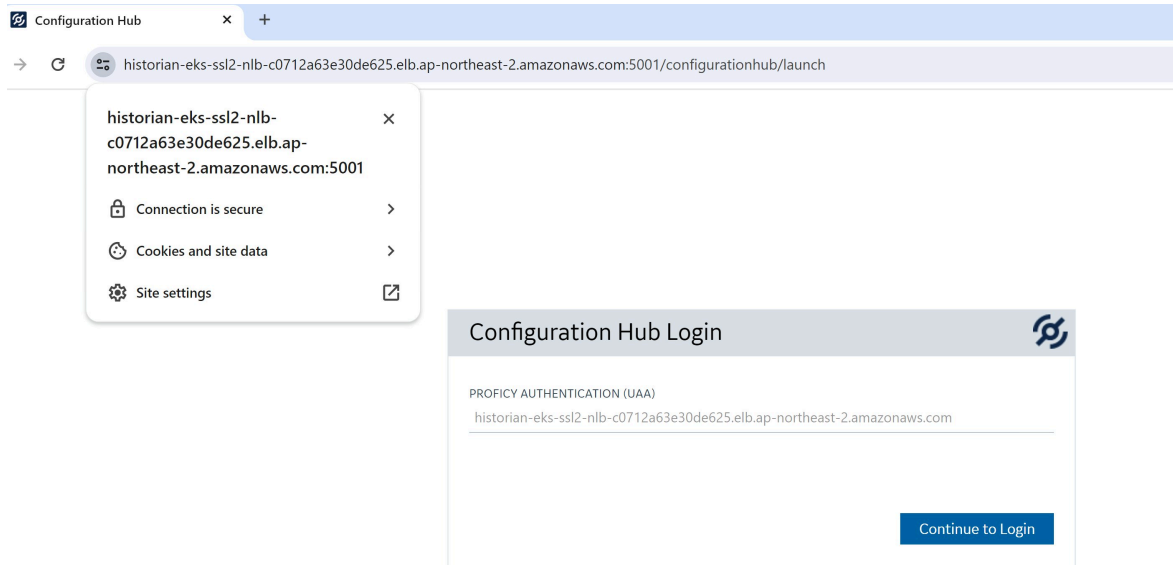 Configuration Hub
historian-eks-ssl2-nlb-c0712a63e30de625.elb.ap-northeast-2.amazonaws.com:5001/configurationhub/launch
historian-eks-ssl2-nlb-
c0712a63e30de625.elb.ap-
northeast-2.amazonaws.com:5001
Connection is secure
Cookies and site data
Site settings
Configuration Hub Login
PROFICY AUTHENTICATION (UAA)
historian-eks-ssl2-nlb-c0712a63e30de625.elb.ap-northeast-2.amazonaws.com
Continue to Login